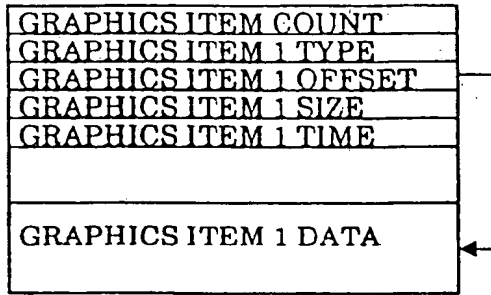 GRAPHICS ITEM COUNT
GRAPHICS ITEM 1 TYPE
GRAPHICS ITEM 1 OFFSET
GRAPHICS ITEM 1 SIZE
GRAPHICS ITEM 1 TIME
GRAPHICS ITEM 1 DATA